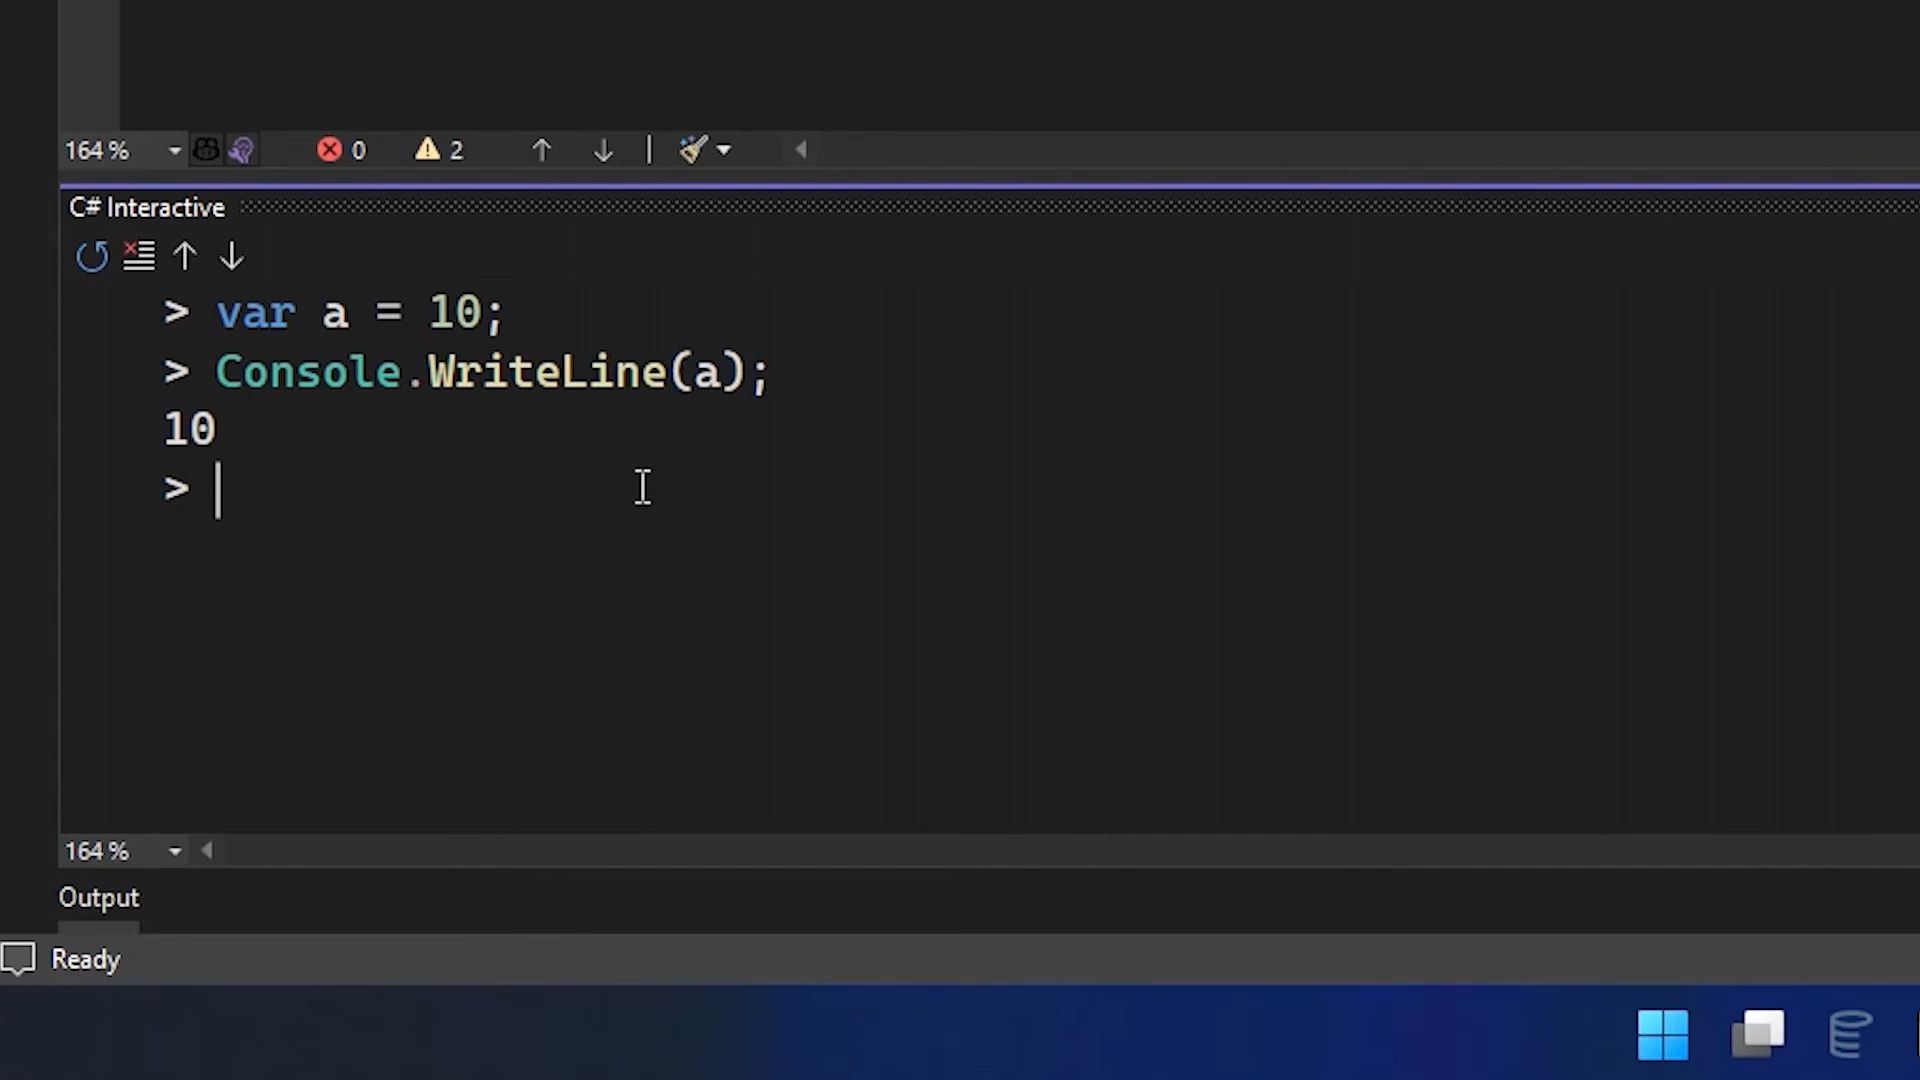 164 % 0 2
C# Interactive
> var a = 10;
> Console.WriteLine(a);
10
>
164 %
Output
Ready